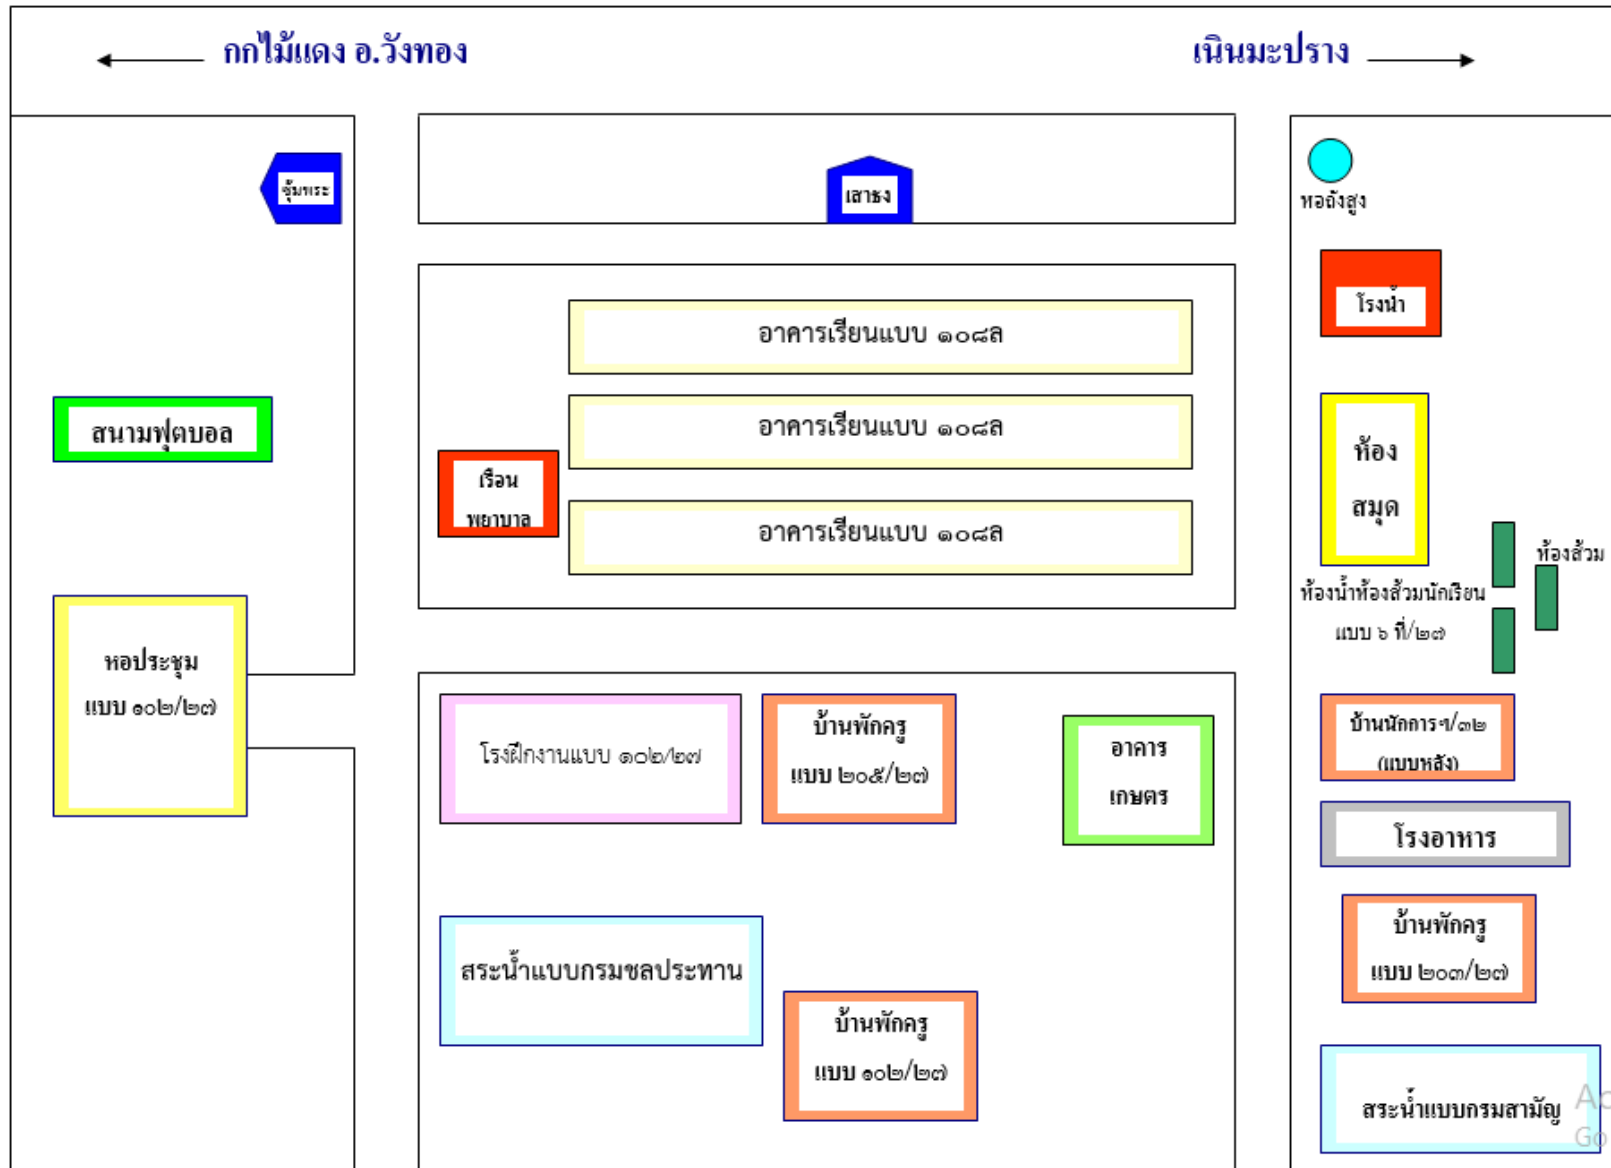 กกไม้แดง อ.วังทอง
เนินมะปราง
ซุ้มพระ
เสาธง
หอถังสูง
โรงน้ำ
อาคารเรียนแบบ ๑๐๘ล
อาคารเรียนแบบ ๑๐๘ล
อาคารเรียนแบบ ๑๐๘ล
สนามฟุตบอล
เรือน
พยาบาล
ห้อง
สมุด
ห้องส้วม
ห้องน้ำห้องส้วมนักเรียน
แบบ ๖ ที่/๒๗
หอประชุม
แบบ ๑๐๒/๒๗
โรงฝึกงานแบบ ๑๐๒/๒๗
บ้านพักครู
แบบ ๒๐๕/๒๗
อาคาร
เกษตร
บ้านนักการฯ/๓๒
(แบบหลัง)
โรงอาหาร
บ้านพักครู
แบบ ๒๐๓/๒๗
สระน้ำแบบกรมชลประทาน
บ้านพักครู
แบบ ๑๐๒/๒๗
สระน้ำแบบกรมสามัญ
Go